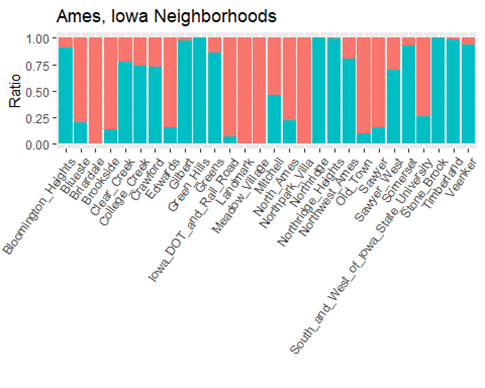 Ames, Iowa Neighborhoods
Ratio
1.00
0.75
0.50
0.25
0.00
Bloomington_Heights
Blueste
Briardale
Brookside
Clear_Creek
College_Creek
Crawford
Edwards
Gilbert
Green_Hills
Greens
Iowa_DOT_and_Rail_Road
Landmark
Meadow_Village
Mitchell
North_Ames
Northpark_Villa
Northridge
Northridge_Heights
Northwest_Ames
Old_Town
Sawyer
Sawyer_West
Somerset
South_and_West_of_Iowa_State_University
Stone_Brook
Timberland
Veenker